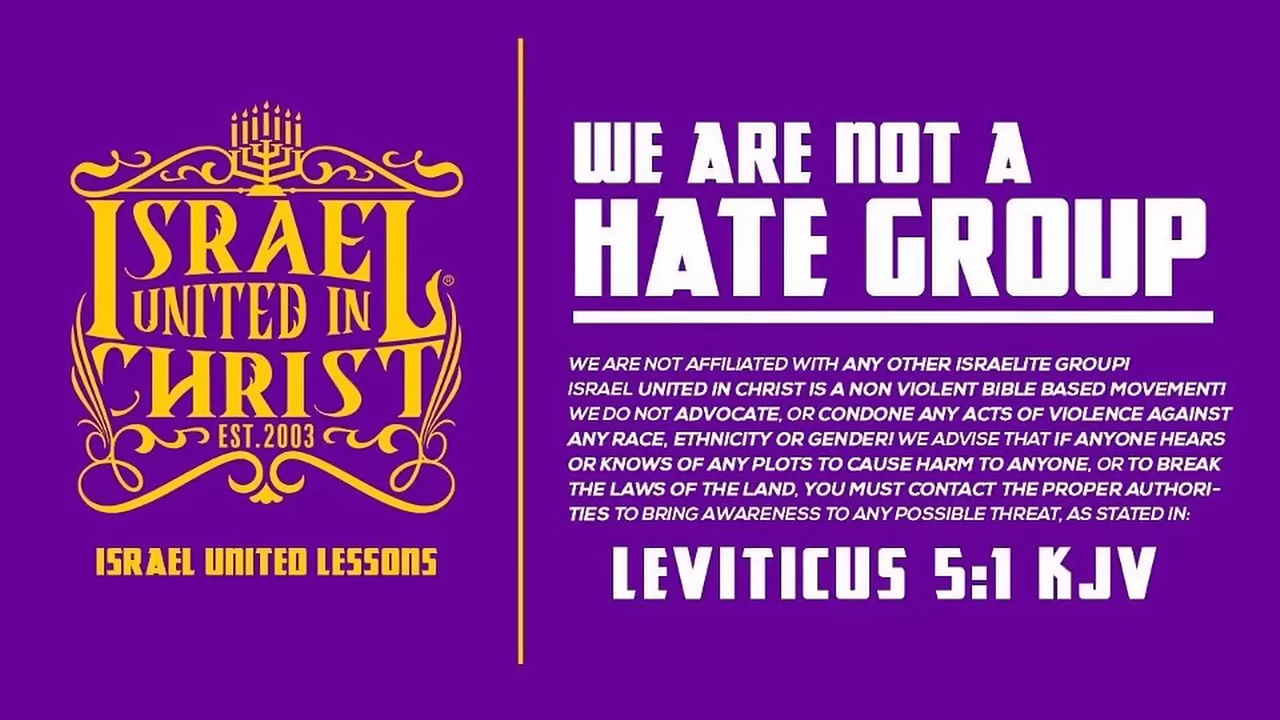 ISRAEL
UNITED IN
CHRIST
®
EST. 2003
ISRAEL UNITED LESSONS
WE ARE NOT A
HATE GROUP
WE ARE NOT AFFILIATED WITH ANY OTHER ISRAELITE GROUP!
ISRAEL UNITED IN CHRIST IS A NON VIOLENT BIBLE BASED MOVEMENT!
WE DO NOT ADVOCATE, OR CONDONE ANY ACTS OF VIOLENCE AGAINST
ANY RACE, ETHNICITY OR GENDER! WE ADVISE THAT IF ANYONE HEARS
OR KNOWS OF ANY PLOTS TO CAUSE HARM TO ANYONE, OR TO BREAK
THE LAWS OF THE LAND, YOU MUST CONTACT THE PROPER AUTHORI-
TIES TO BRING AWARENESS TO ANY POSSIBLE THREAT, AS STATED IN:
LEVITICUS 5:1 KJV